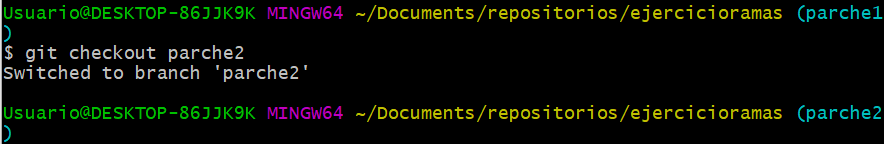 Usuario@DESKTOP-86JJK9K MINGW64 ~/Documents/repositorios/ejercicioramas (parche1
)
$ git checkout parche2
Switched to branch 'parche2'
Usuario@DESKTOP-86JJK9K MINGW64 ~/Documents/repositorios/ejercicioramas (parche2
)